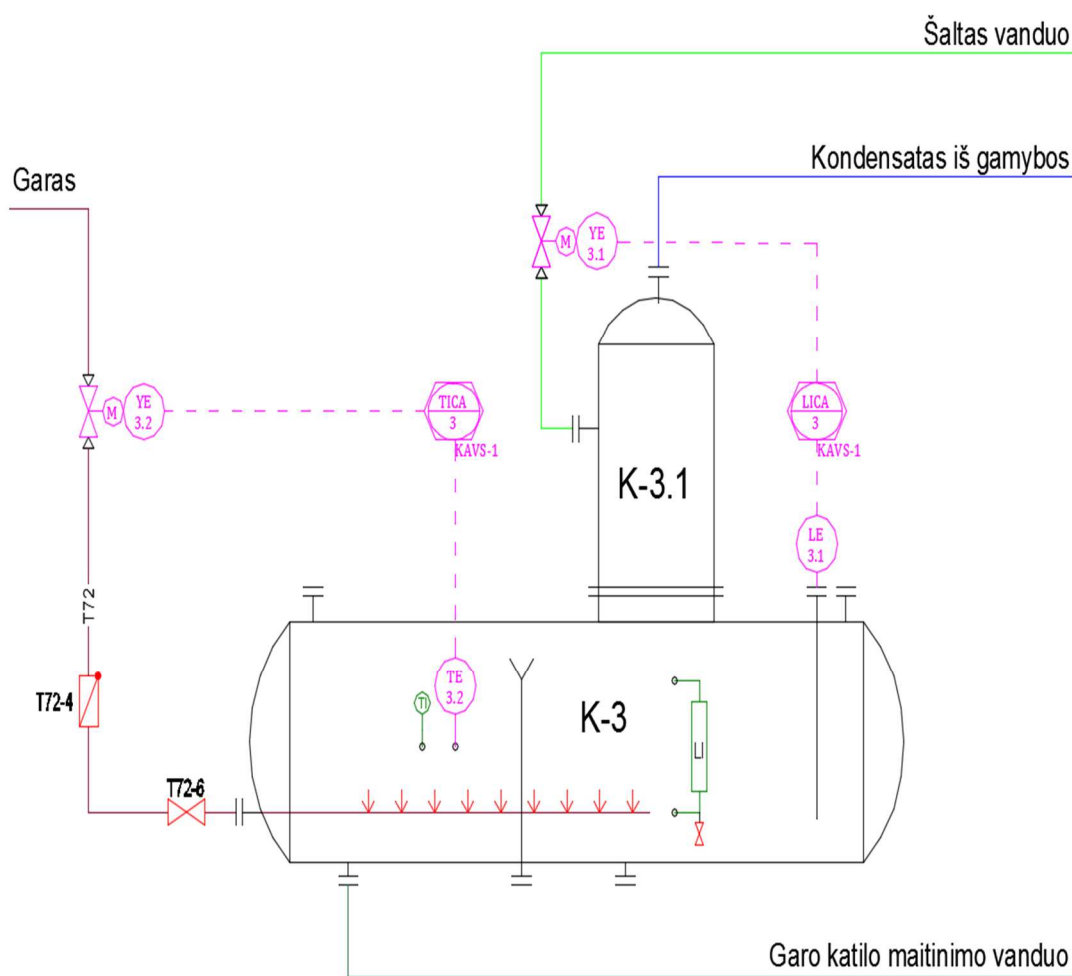 Šaltas vanduo
Kondensatas iš gamybos
Garas
M
YE
3.1
M
YE
3.2
TICA
3
KAVS-1
LICA
3
KAVS-1
K-3.1
LE
3.1
T72
T72-4
TI
TE
3.2
K-3
LI
T72-6
Garo katilo maitinimo vanduo